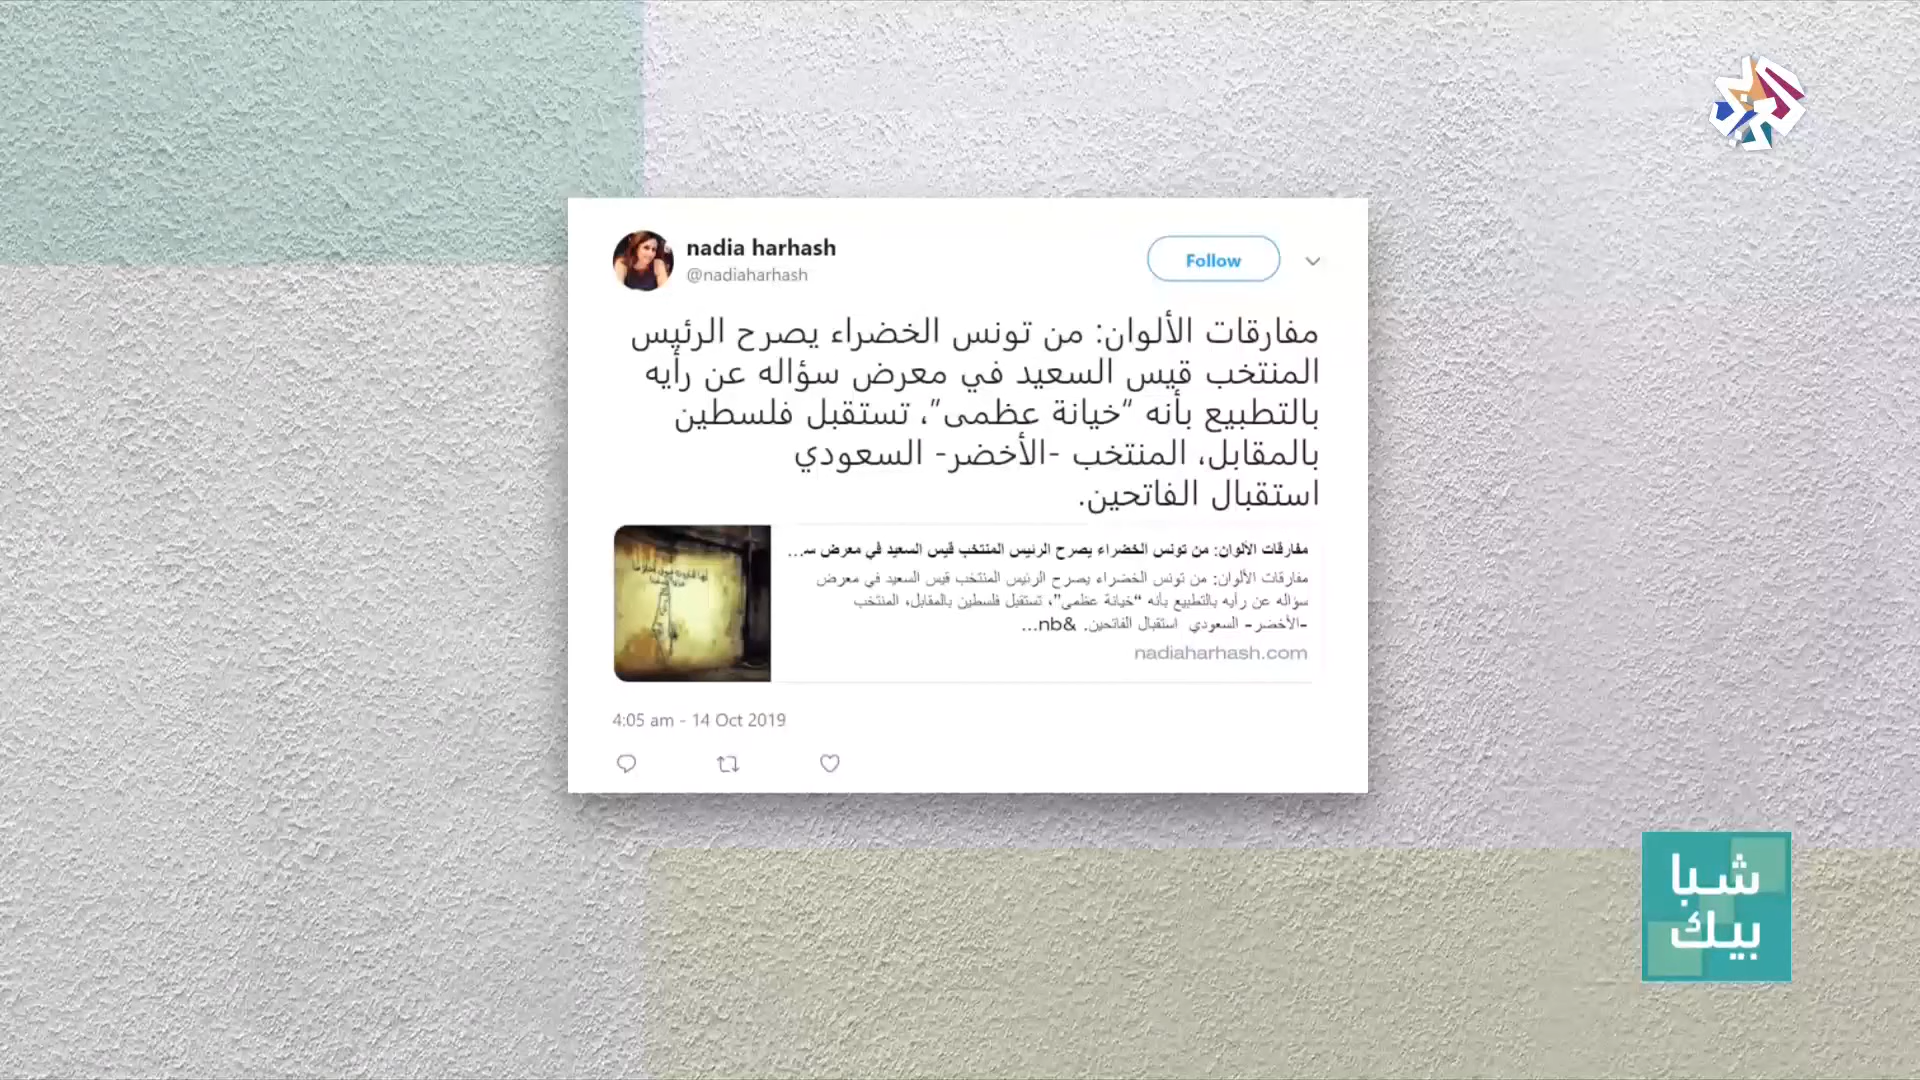 nadia harhash
@nadiaharhash
Follow
مفارقات الألوان: من تونس الخضراء يصرح الرئيس
المنتخب قيس السعيد في معرض سؤاله عن رأيه
بالتطبيع بأنه “خيانة عظمى”، تستقبل فلسطين
بالمقابل، المنتخب -الأخضر- السعودي
استقبال الفاتحين.
مفارقات الألوان: من تونس الخضراء يصرح الرئيس المنتخب قيس السعيد في معرض سـ...
مفارقات الألوان: من تونس الخضراء يصرح الرئيس المنتخب قيس السعيد في معرض
سؤاله عن رأيه بالتطبيع بأنه “خيانة عظمى”، تستقبل فلسطين بالمقابل، المنتخب
-الأخضر- السعودي استقبال الفاتحين. &nb...
nadiaharhash.com
4:05 am - 14 Oct 2019
شبا
بيك